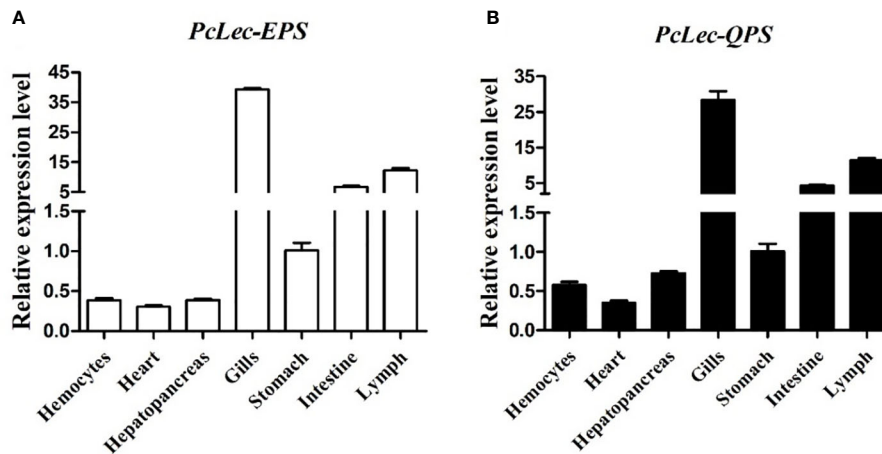 A
PcLec-EPS
Relative expression level
45
35
25
15
5
1.5
1.0
0.5
0.0
Hemocytes
Heart
Hepatopancreas
Gills
Stomach
Intestine
Lymph
B
PcLec-QPS
Relative expression level
35
25
15
5
1.5
1.0
0.5
0.0
Hemocytes
Heart
Hepatopancreas
Gills
Stomach
Intestine
Lymph